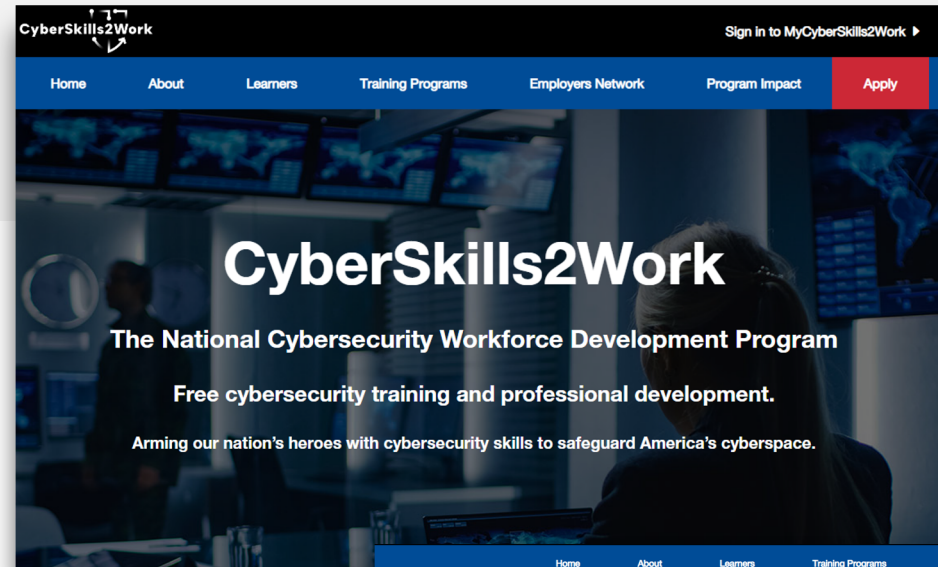 CyberSkills2Work
Sign in to MyCyberSkills2Work
Home About Learners Training Programs Employers Network Program Impact Apply
CyberSkills2Work
The National Cybersecurity Workforce Development Program
Free cybersecurity training and professional development.
Arming our nation's heroes with cybersecurity skills to safeguard America's cyberspace.
Home About Learners Training Programs